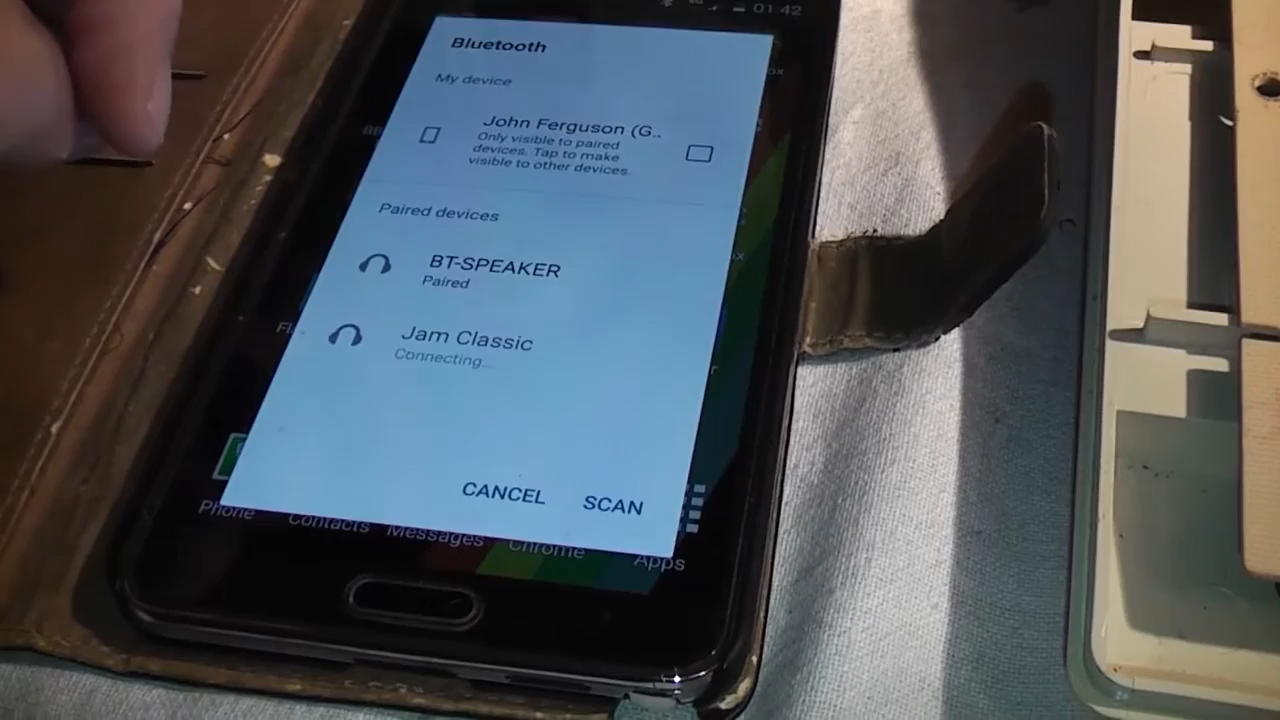 01.42
Bluetooth
My device
John Ferguson (G..
Only visible to paired
devices. Tap to make
visible to other devices.
Paired devices
BT-SPEAKER
Paired
Jam Classic
Connecting...
CANCEL
SCAN
Phone
Contacts
Messages
Chrome
Apps